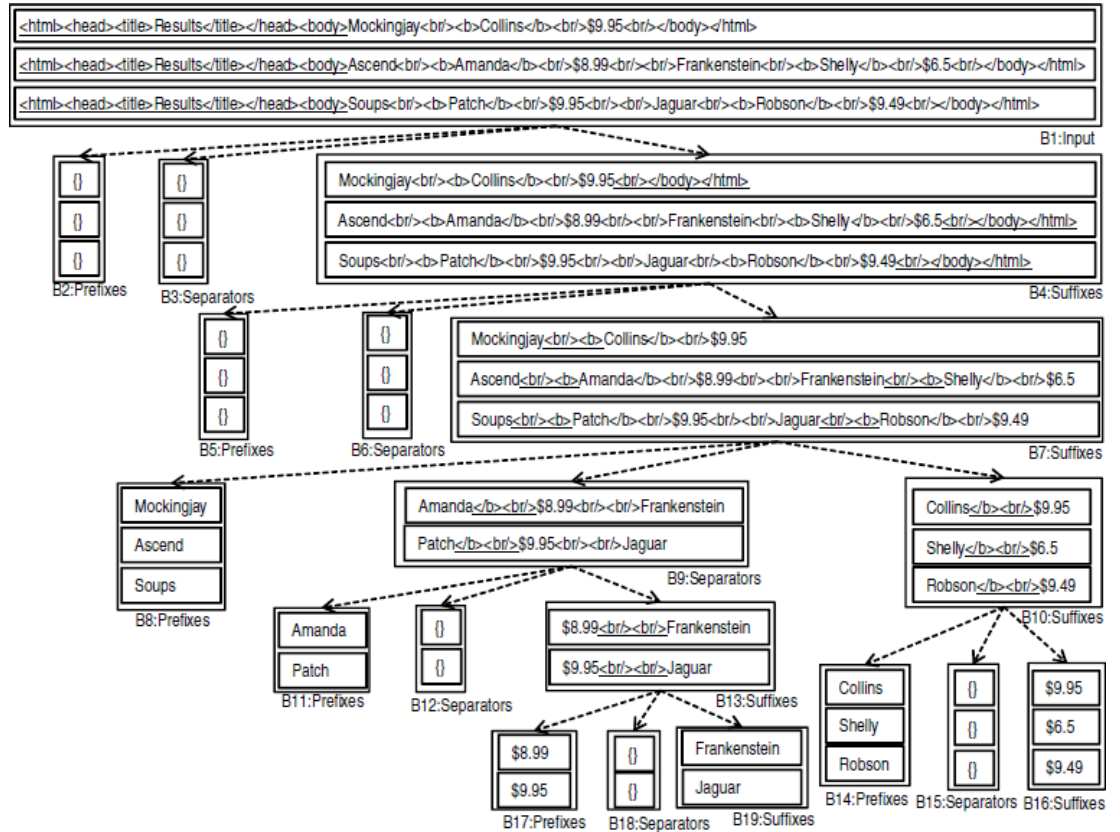 <html><head><title>Results</title></head><body>Mockingjay<br/><b>Collins</b><br/>$9.95<br/></body></html>
<html><head><title>Results</title></head><body>Ascend<br/><b>Amanda</b><br/>$8.99<br/><br/>Frankenstein<br/><b>Shelly</b><br/>$6.5<br/></body></html>
<html><head><title>Results</title></head><body>Soups<br/><b>Patch</b><br/>$9.95<br/><br/>Jaguar<br/><b>Robson</b><br/>$9.49<br/></body></html>
B1:Input
{}
{}
{}
B2:Prefixes
{}
{}
{}
B3:Separators
Mockingjay<br/><b>Collins</b><br/>$9.95<br/></body></html>
Ascend<br/><b>Amanda</b><br/>$8.99<br/><br/>Frankenstein<br/><b>Shelly</b><br/>$6.5<br/></body></html>
Soups<br/><b>Patch</b><br/>$9.95<br/><br/>Jaguar<br/><b>Robson</b><br/>$9.49<br/></body></html>
B4:Suffixes
{}
{}
{}
B5:Prefixes
{}
{}
{}
B6:Separators
Mockingjay<br/><b>Collins</b><br/>$9.95
Ascend<br/><b>Amanda</b><br/>$8.99<br/><br/>Frankenstein<br/><b>Shelly</b><br/>$6.5
Soups<br/><b>Patch</b><br/>$9.95<br/><br/>Jaguar<br/><b>Robson</b><br/>$9.49
B7:Suffixes
Mockingjay
Ascend
Soups
B8:Prefixes
Amanda</b><br/>$8.99<br/><br/>Frankenstein
Patch</b><br/>$9.95<br/><br/>Jaguar
B9:Separators
Collins</b><br/>$9.95
Shelly</b><br/>$6.5
Robson</b><br/>$9.49
B10:Suffixes
Amanda
Patch
B11:Prefixes
{}
{}
B12:Separators
$8.99<br/><br/>Frankenstein
$9.95<br/><br/>Jaguar
B13:Suffixes
Collins
Shelly
Robson
B14:Prefixes
{}
{}
{}
B15:Separators
$9.95
$6.5
$9.49
B16:Suffixes
$8.99
$9.95
B17:Prefixes
{}
{}
B18:Separators
Frankenstein
Jaguar
B19:Suffixes